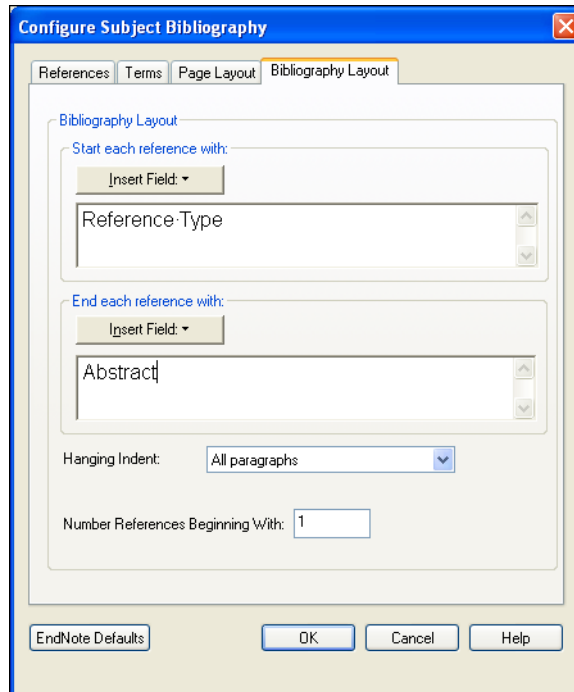 Configure Subject Bibliography
References Terms Page Layout Bibliography Layout
Bibliography Layout
Start each reference with:
Insert Field:
Reference·Type
End each reference with:
Insert Field:
Abstract
Hanging Indent: All paragraphs
Number References Beginning With: 1
EndNote Defaults OK Cancel Help